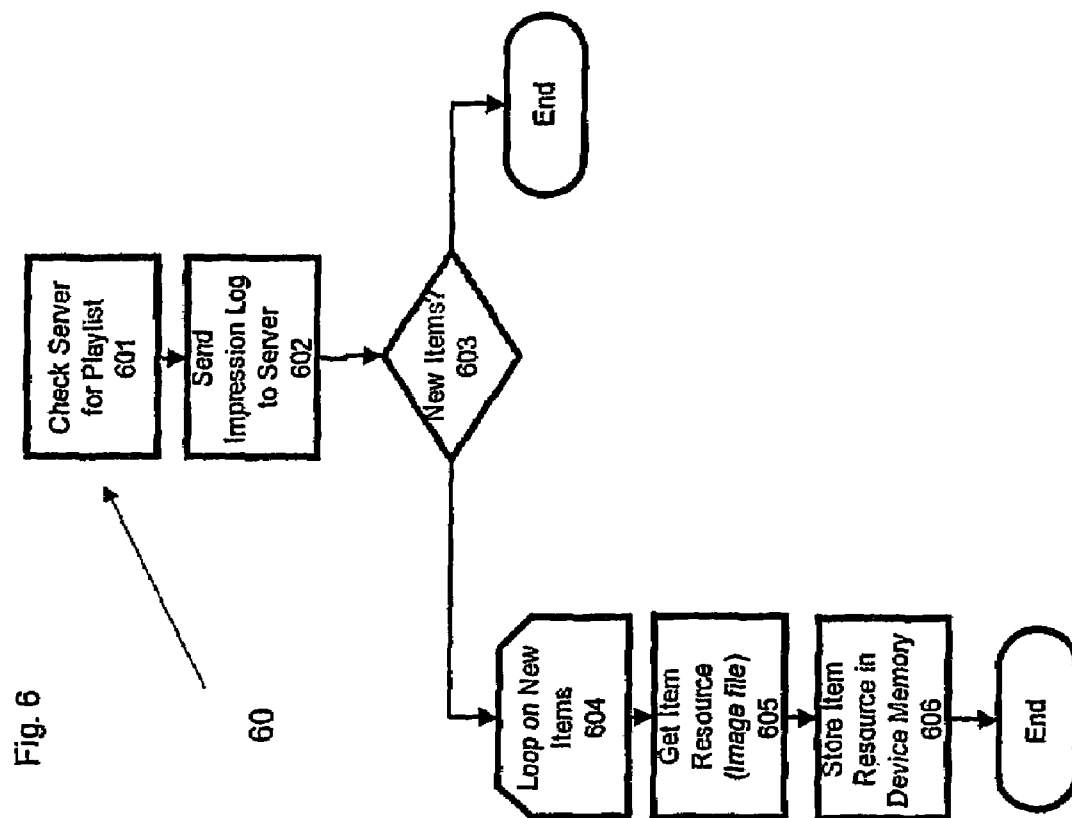 Fig. 6
60
Check Server
for Playlist
601
Send
Impression Log
to Server
602
New Items?
603
End
Loop on New
Items
604
Get Item
Resource
(Image file)
605
Store Item
Resource in
Device Memory
606
End